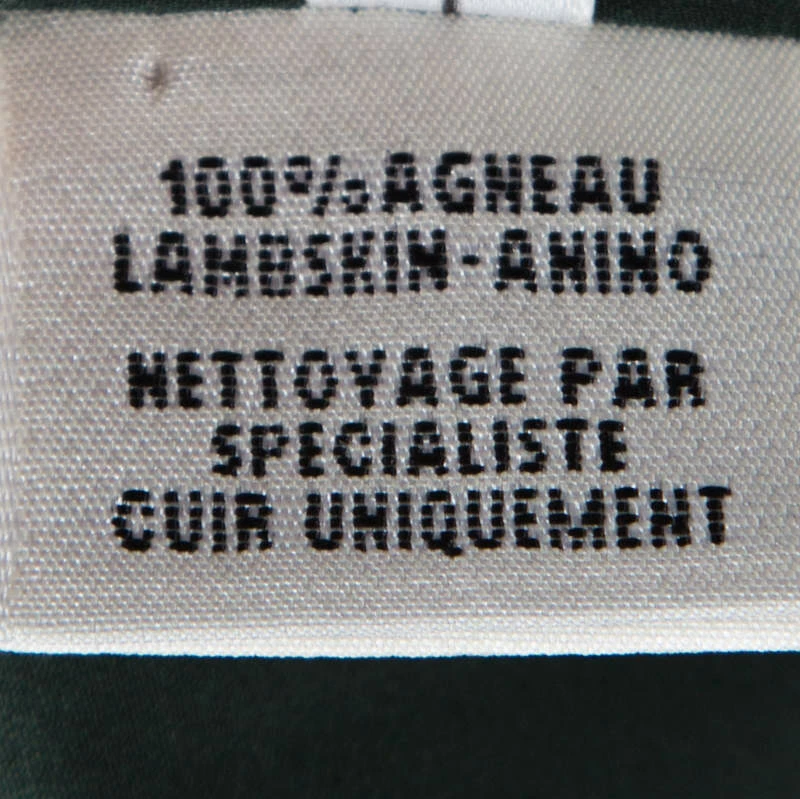 100% AGNEAU
LAMBSKIN-ANINO
NETTOYAGE PAR
SPECIALISTE
CUIR UNIQUEMENT